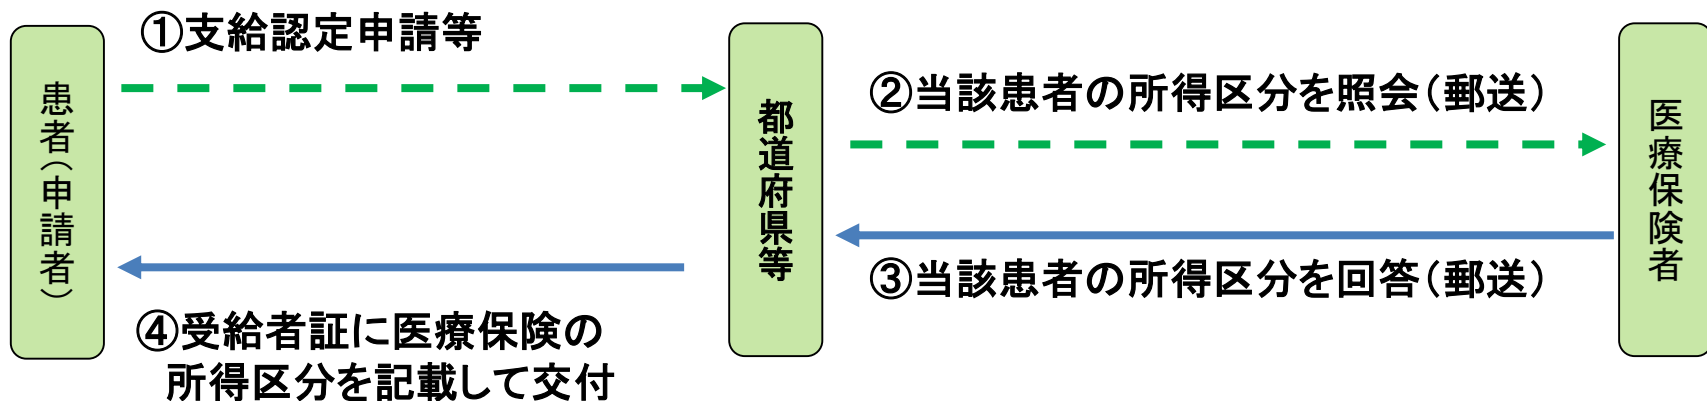 患者（申請者）
①支給認定申請等
都道府県等
②当該患者の所得区分を照会（郵送）
医療保険者
③当該患者の所得区分を回答（郵送）
④受給者証に医療保険の
所得区分を記載して交付